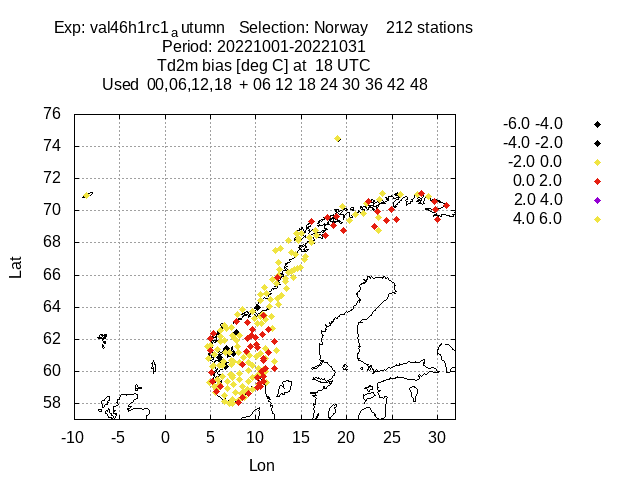 Exp: val46h1rc1ₐutumn   Selection: Norway    212 stations
Period: 20221001-20221031
Td2m bias [deg C] at  18 UTC
Used  00,06,12,18  + 06 12 18 24 30 36 42 48
-6.0 -4.0
-4.0 -2.0
-2.0 0.0
0.0 2.0
2.0 4.0
4.0 6.0
76
74
72
70
68
66
64
62
60
58
Lat
-10 -5 0 5 10 15 20 25 30
Lon